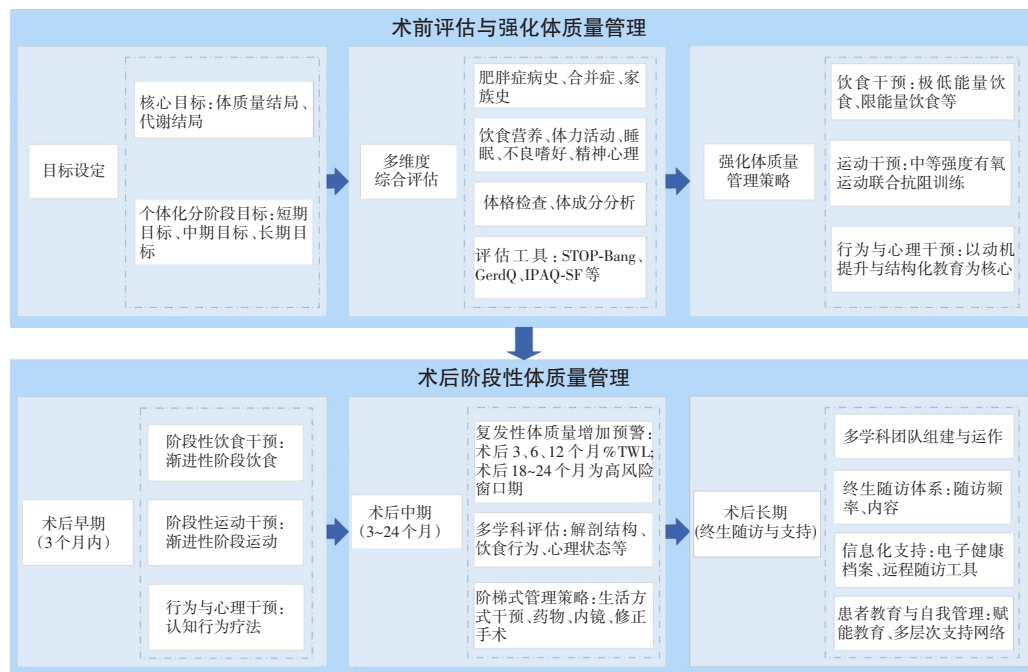 术前评估与强化体质量管理
目标设定
核心目标:体质量结局、
代谢结局
个体化分阶段目标:短期
目标、中期目标、长期目
标
多维度
综合评估
肥胖症病史、合并症、家
族史
饮食营养、体力活动、睡
眠、不良嗜好、精神心理
体格检查、体成分分析
评估工具:STOP-Bang、
GerdQ、IPAQ-SF等
强化体质量
管理策略
饮食干预:极低能量饮
食、限能量饮食等
运动干预:中等强度有氧
运动联合抗阻训练
行为与心理干预:以动机
提升与结构化教育为核心
术后阶段性体质量管理
术后早期
(3个月内)
阶段性饮食干预:
渐进性阶段饮食
阶段性运动干预:
渐进性阶段运动
行为与心理干预:
认知行为疗法
术后中期
(3~24个月)
复发性体质量增加预警:
术后3、6、12个月%TWL;
术后18~24个月为高风险
窗口期
多学科评估:解剖结构、
饮食行为、心理状态等
阶梯式管理策略:生活方
式干预、药物、内镜、修正
手术
术后长期
(终生随访与支持)
多学科团队组建与运作
终生随访体系:随访频
率、内容
信息化支持:电子健康
档案、远程随访工具
患者教育与自我管理:赋
能教育、多层次支持网络